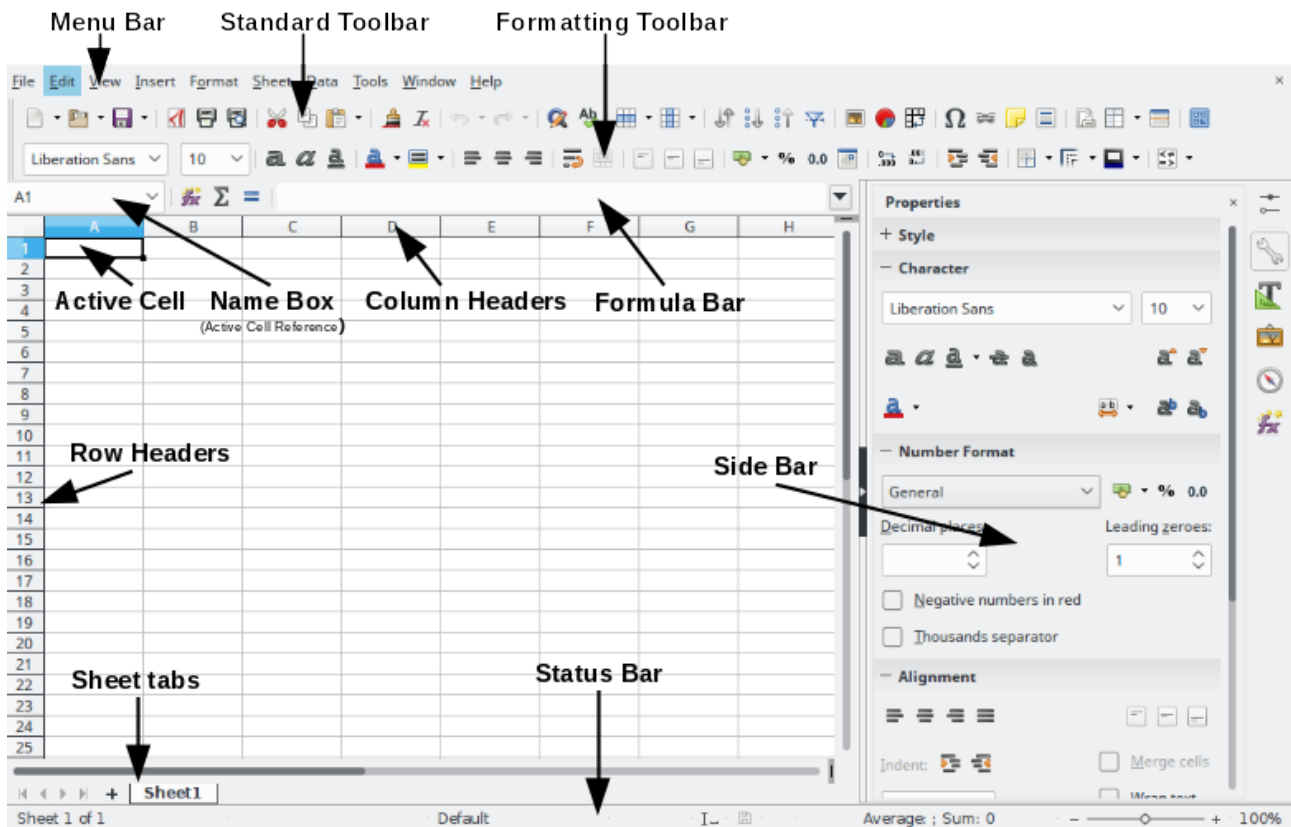 Menu Bar Standard Toolbar Formatting Toolbar
File Edit View Insert Format Sheet Data Tools Window Help
Liberation Sans 10 a a a a % 0.0
A1 fx Σ =
Properties
A B C D E F G H
+ Style
− Character
Active Cell Name Box Column Headers Formula Bar
(Active Cell Reference)
Liberation Sans 10
1
2
3
4
5
6
7
8
9
10
11
12
13
14
15
16
17
18
19
20
21
22
23
24
25
Row Headers
− Number Format
Side Bar
General % 0.0
Decimal places: Leading zeroes:
1
Negative numbers in red
Thousands separator
Sheet tabs
Status Bar
− Alignment
Indent: Merge cells
Wrap text
+ Sheet1
Sheet 1 of 1 Default Average: ; Sum: 0 − + 100%